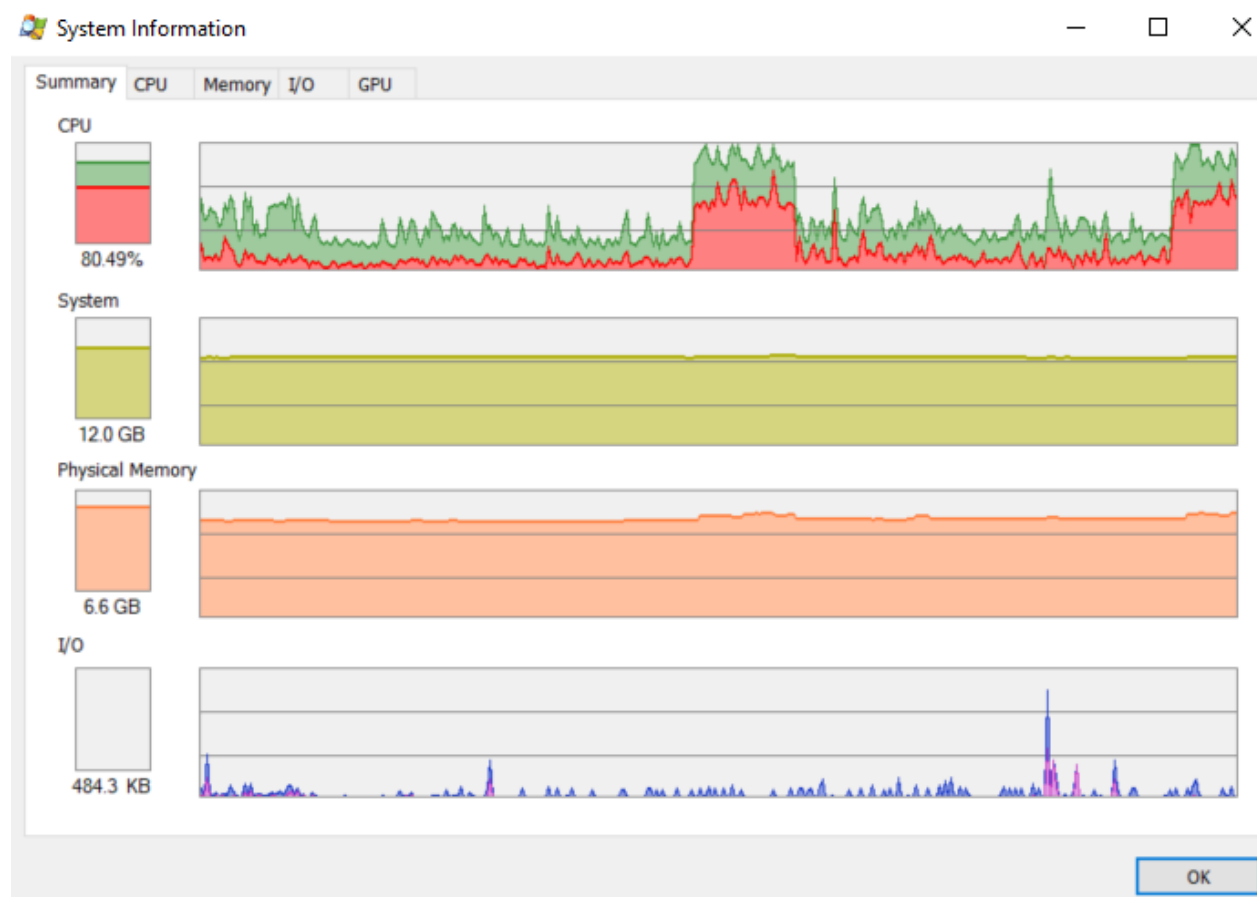 System Information
Summary CPU Memory I/O GPU
CPU
80.49%
System
12.0 GB
Physical Memory
6.6 GB
I/O
484.3 KB
OK